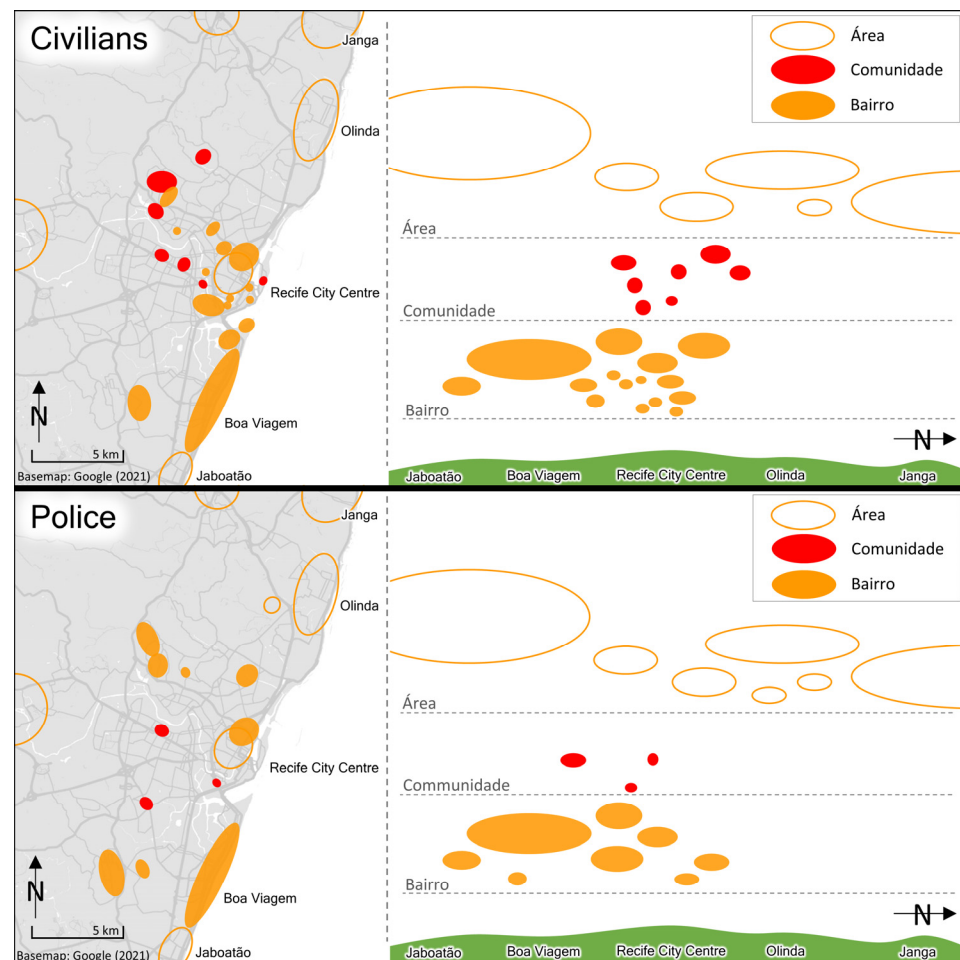 Civilians
Janga
Olinda
Recife City Centre
Boa Viagem
Jaboatão
N
5 km
Basemap: Google (2021)
Área
Comunidade
Bairro
Área
Comunidade
Bairro
N
Jaboatão Boa Viagem Recife City Centre Olinda Janga
Police
Janga
Olinda
Recife City Centre
Boa Viagem
Jaboatão
N
5 km
Basemap: Google (2021)
Área
Comunidade
Bairro
Área
Communidade
Bairro
N
Jaboatão Boa Viagem Recife City Centre Olinda Janga